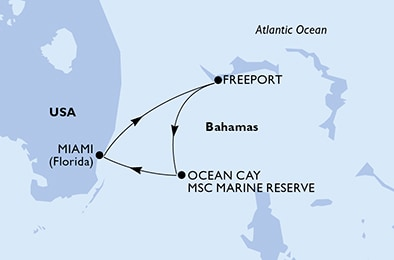 Atlantic Ocean
FREEPORT
USA
Bahamas
MIAMI
(Florida)
OCEAN CAY
MSC MARINE RESERVE